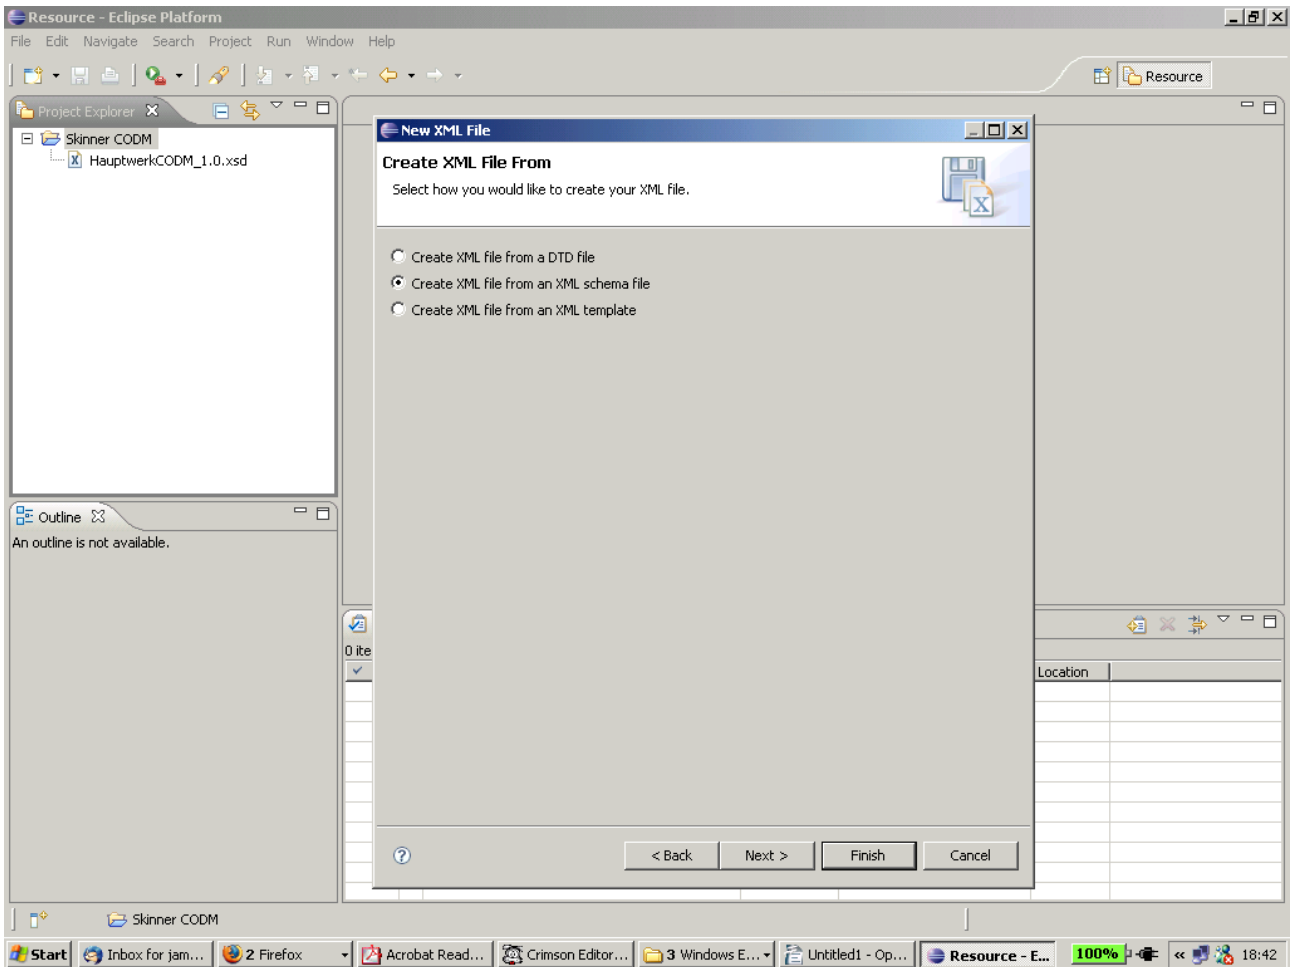 Resource - Eclipse Platform
File Edit Navigate Search Project Run Window Help
Resource
Project Explorer
Skinner CODM
HauptwerkCODM_1.0.xsd
New XML File
Create XML File From
Select how you would like to create your XML file.
Create XML file from a DTD file
Create XML file from an XML schema file
Create XML file from an XML template
Outline
An outline is not available.
0 ite
Location
< Back Next > Finish Cancel
Skinner CODM
Start Inbox for jam... 2 Firefox Acrobat Read... Crimson Editor... 3 Windows E... Untitled1 - Op... Resource - E... 100% « 18:42